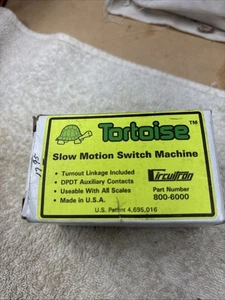 Tortoise™
Slow Motion Switch Machine
• Turnout Linkage Included
• DPDT Auxiliary Contacts
• Useable With All Scales
• Made in U.S.A.
Circuitron
Part Number
800-6000
U.S. Patent 4,695,016